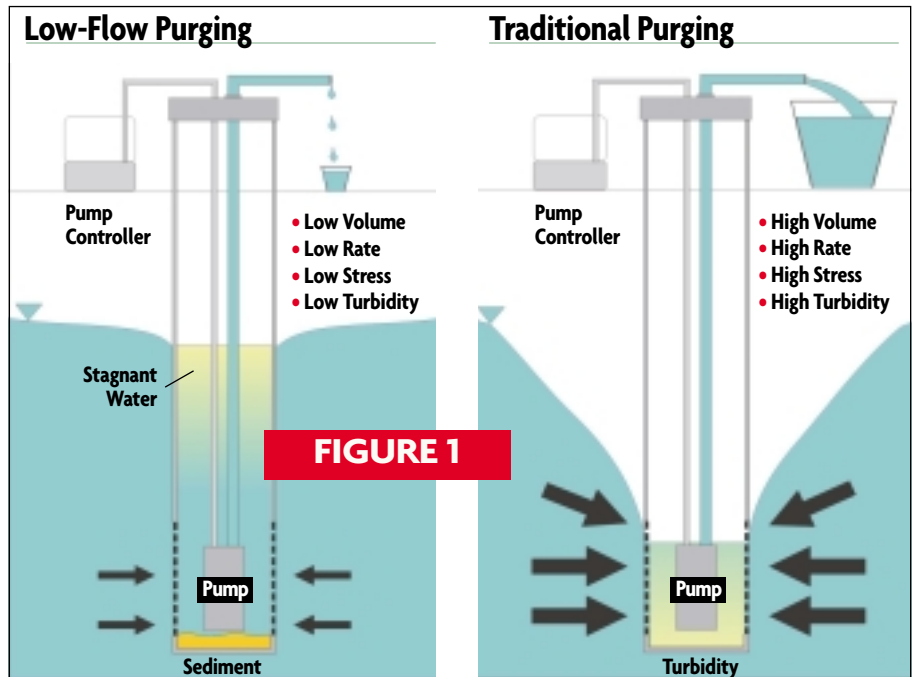 Low-Flow Purging
Pump
Controller
• Low Volume
• Low Rate
• Low Stress
• Low Turbidity
Stagnant
Water
Pump
Sediment
FIGURE 1
Traditional Purging
Pump
Controller
• High Volume
• High Rate
• High Stress
• High Turbidity
Pump
Turbidity